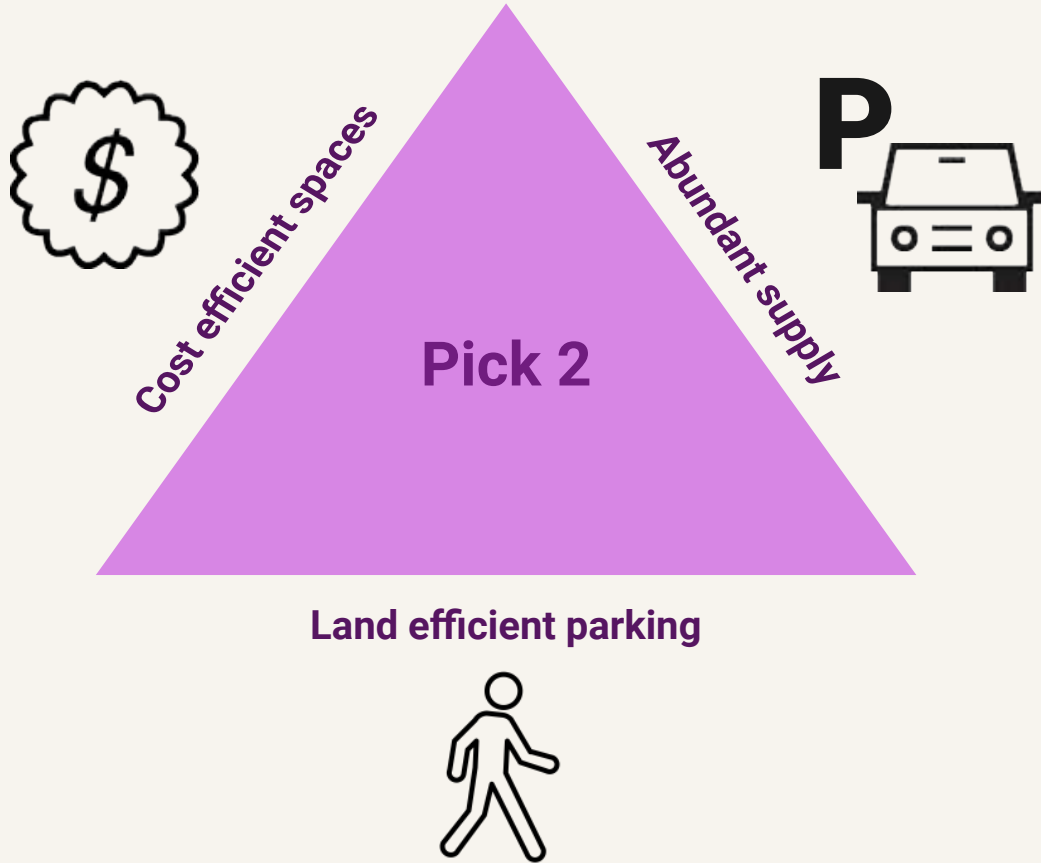 $
P
Cost efficient spaces
Abundant supply
Pick 2
Land efficient parking